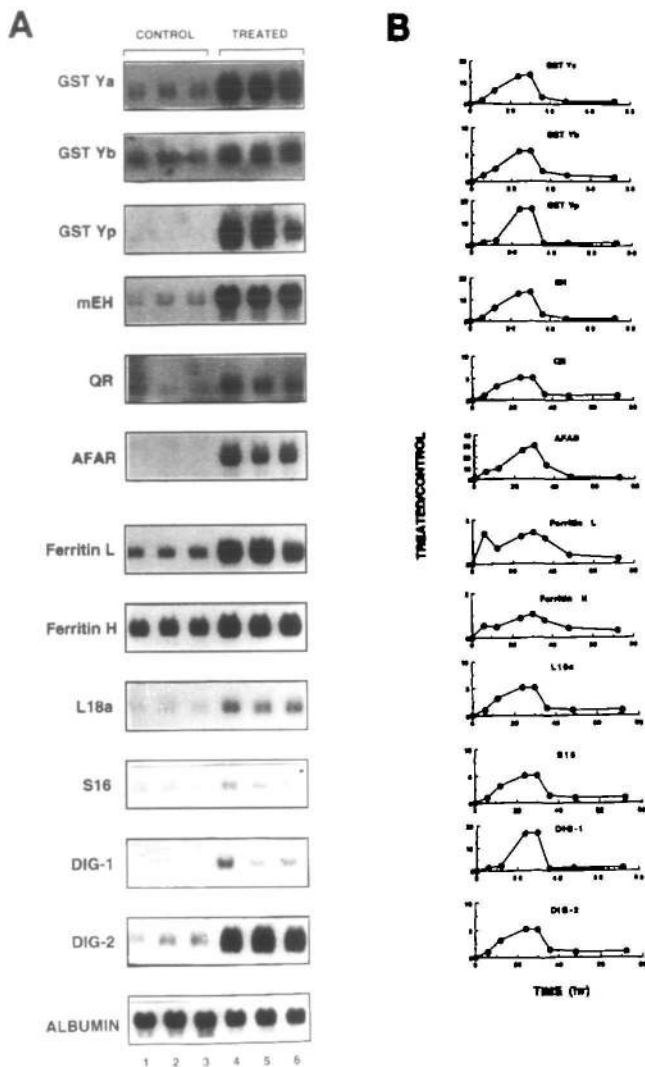 A
CONTROL TREATED
GST Ya
GST Yb
GST Yp
mEH
QR
AFAR
Ferritin L
Ferritin H
L18a
S16
DIG-1
DIG-2
ALBUMIN
1 2 3 4 5 6
B
TREATED/CONTROL
GST Ya
GST Yb
GST Yp
EH
QR
AFAR
Ferritin L
Ferritin H
L18a
S16
DIG-1
DIG-2
TIME (hr)